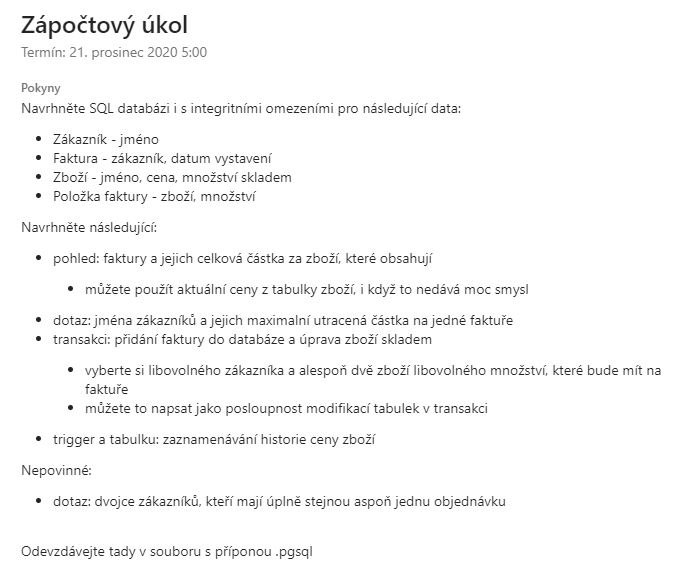 Zápočtový úkol
Termín: 21. prosinec 2020 5:00
Pokyny
Navrhněte SQL databázi i s integritními omezeními pro následující data:
• Zákazník - jméno
• Faktura - zákazník, datum vystavení
• Zboží - jméno, cena, množství skladem
• Položka faktury - zboží, množství
Navrhněte následující:
• pohled: faktury a jejich celková částka za zboží, které obsahují
• můžete použít aktuální ceny z tabulky zboží, i když to nedává moc smysl
• dotaz: jména zákazníků a jejich maximalní utracená částka na jedné faktuře
• transakci: přidání faktury do databáze a úprava zboží skladem
• vyberte si libovolného zákazníka a alespoň dvě zboží libovolného množství, které bude mít na
faktuře
• můžete to napsat jako posloupnost modifikací tabulek v transakci
• trigger a tabulku: zaznamenávání historie ceny zboží
Nepovinné:
• dotaz: dvojce zákazníků, kteří mají úplně stejnou aspoň jednu objednávku
Odevzdávejte tady v souboru s příponou .pgsql